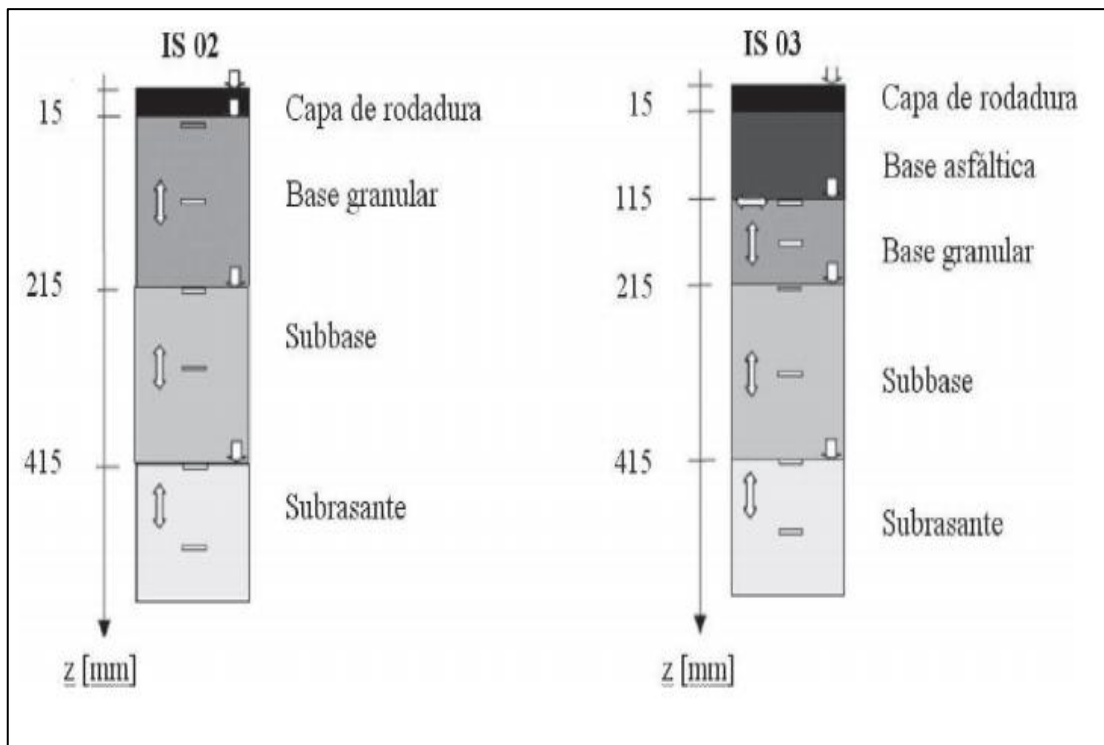 IS 02
15
Capa de rodadura
Base granular
215
Subbase
415
Subrasante
z [mm]
IS 03
15
Capa de rodadura
Base asfáltica
115
Base granular
215
Subbase
415
Subrasante
z [mm]